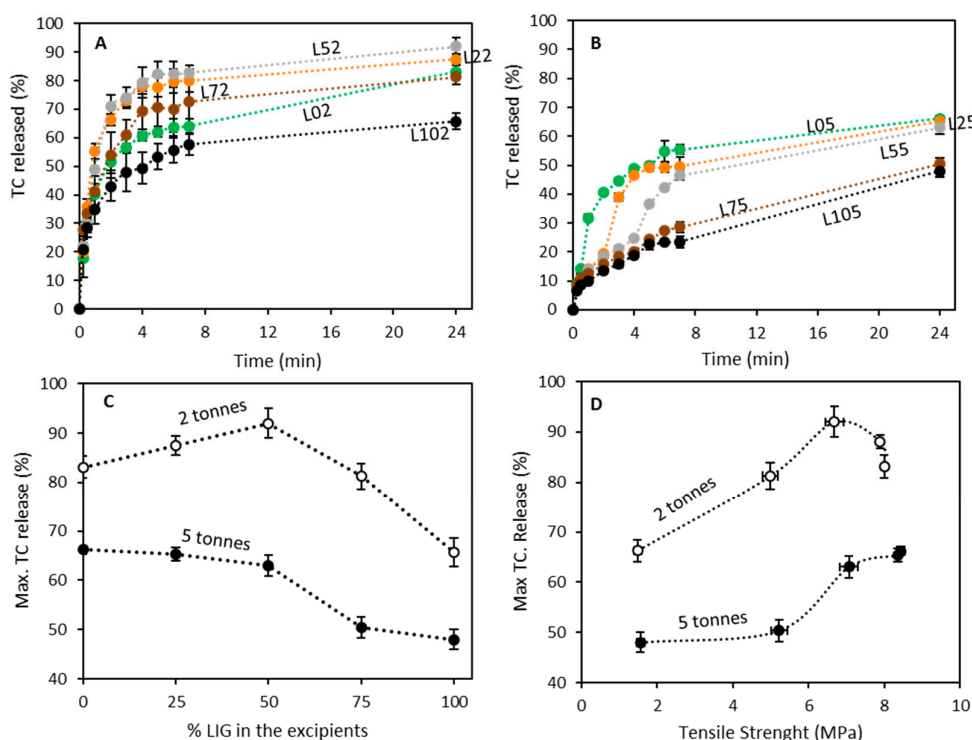 A
100
90
80
70
60
50
40
30
20
10
0
TC released (%)
L52
L22
L72
L02
L102
0 4 8 12 16 20 24
Time (min)
B
100
90
80
70
60
50
40
30
20
10
0
TC released (%)
L05
L25
L55
L75
L105
0 4 8 12 16 20 24
Time (min)
C
100
90
80
70
60
50
40
Max. TC release (%)
2 tonnes
5 tonnes
0 25 50 75 100
% LIG in the excipients
D
100
90
80
70
60
50
40
Max TC. Release (%)
2 tonnes
5 tonnes
0 2 4 6 8 10
Tensile Strenght (MPa)